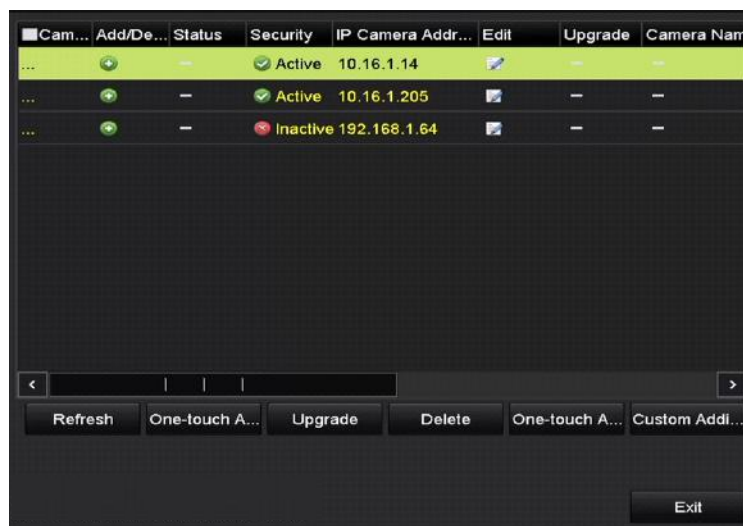 Cam... Add/De... Status Security IP Camera Addr... Edit Upgrade Camera Nam
... — Active 10.16.1.14 — —
... — Active 10.16.1.205 — —
... — Inactive 192.168.1.64 — —
Refresh One-touch A... Upgrade Delete One-touch A... Custom Addi...
Exit